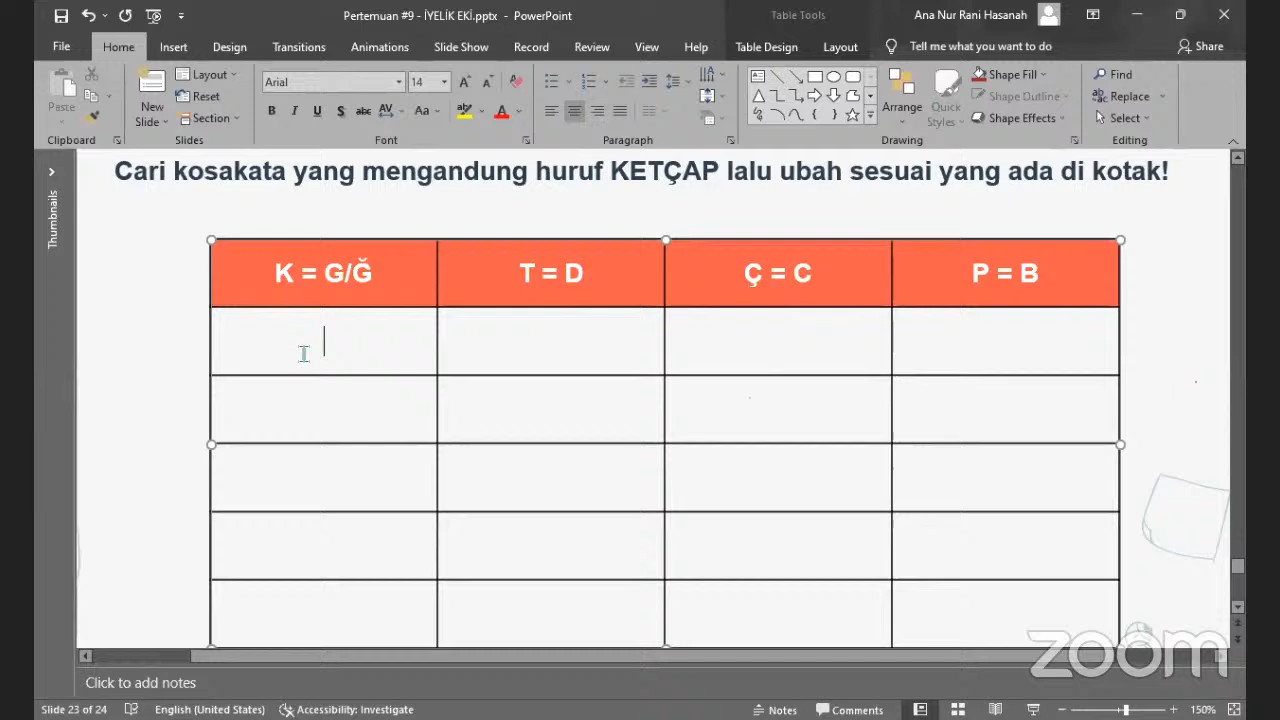 Pertemuan #9 - İYELİK EKİ.pptx - PowerPoint
Table Tools
Ana Nur Rani Hasanah
File Home Insert Design Transitions Animations Slide Show Record Review View Help Table Design Layout Tell me what you want to do Share
Paste
Clipboard
New Slide
Layout
Reset
Section
Slides
Arial 14
B I U S abc AV Aa A
Font
Paragraph
Arrange
Quick Styles
Shape Fill
Shape Outline
Shape Effects
Drawing
Find
Replace
Select
Editing
Thumbnails
Cari kosakata yang mengandung huruf KETÇAP lalu ubah sesuai yang ada di kotak!
K = G/Ğ T = D Ç = C P = B
zoom
Click to add notes
Slide 23 of 24 English (United States) Accessibility: Investigate Notes Comments 150%